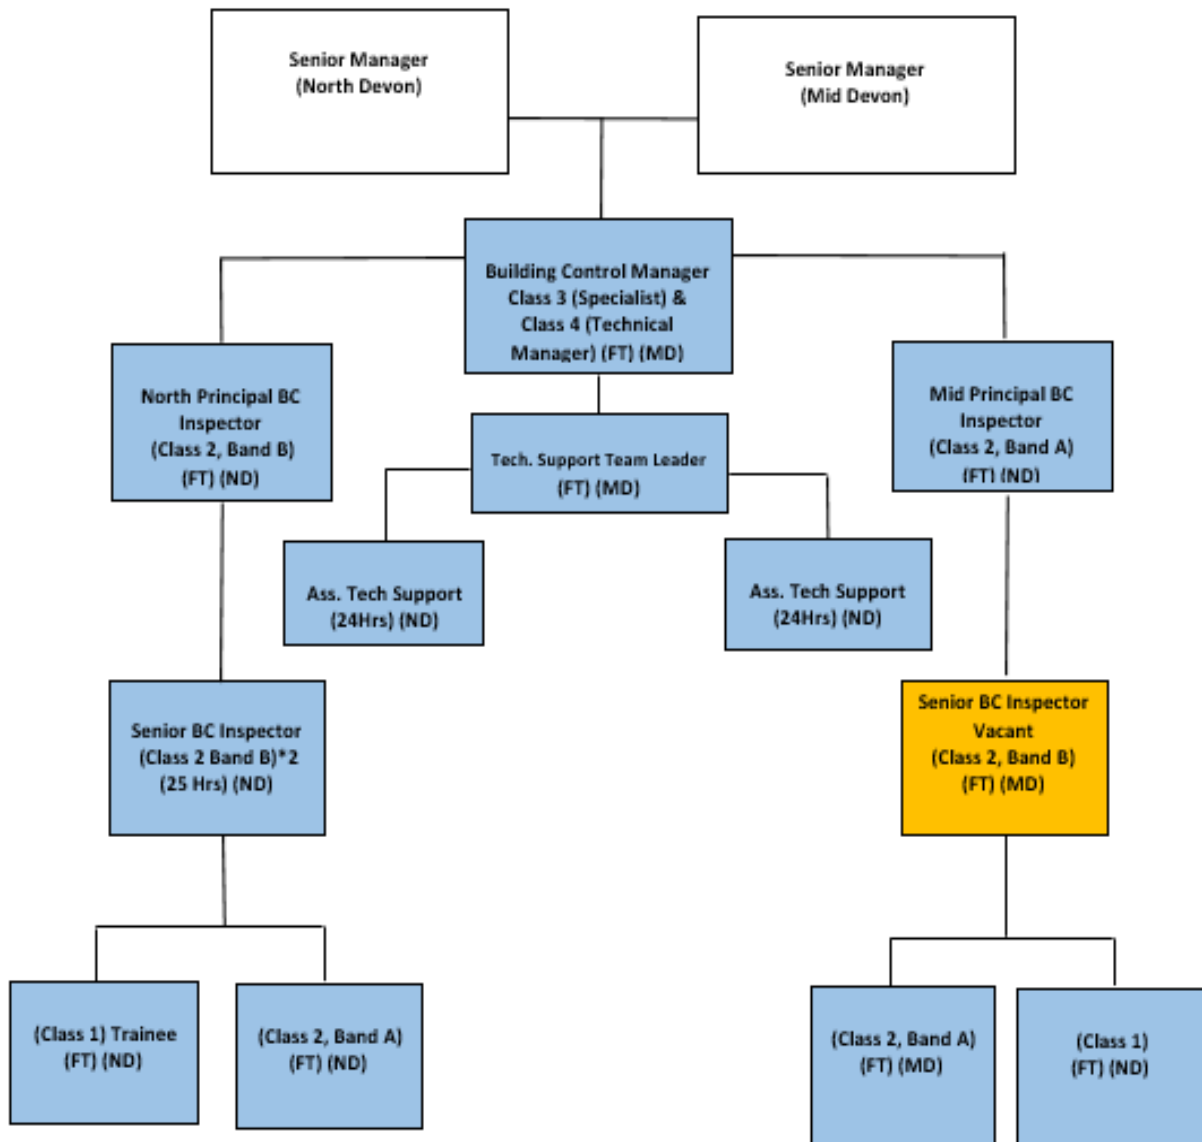 Senior Manager
(North Devon)
Senior Manager
(Mid Devon)
Building Control Manager
Class 3 (Specialist) &
Class 4 (Technical
Manager) (FT) (MD)
North Principal BC
Inspector
(Class 2, Band B)
(FT) (ND)
Mid Principal BC
Inspector
(Class 2, Band A)
(FT) (ND)
Tech. Support Team Leader
(FT) (MD)
Ass. Tech Support
(24Hrs) (ND)
Ass. Tech Support
(24Hrs) (ND)
Senior BC Inspector
(Class 2 Band B)*2
(25 Hrs) (ND)
Senior BC Inspector
Vacant
(Class 2, Band B)
(FT) (MD)
(Class 1) Trainee
(FT) (ND)
(Class 2, Band A)
(FT) (ND)
(Class 2, Band A)
(FT) (MD)
(Class 1)
(FT) (ND)